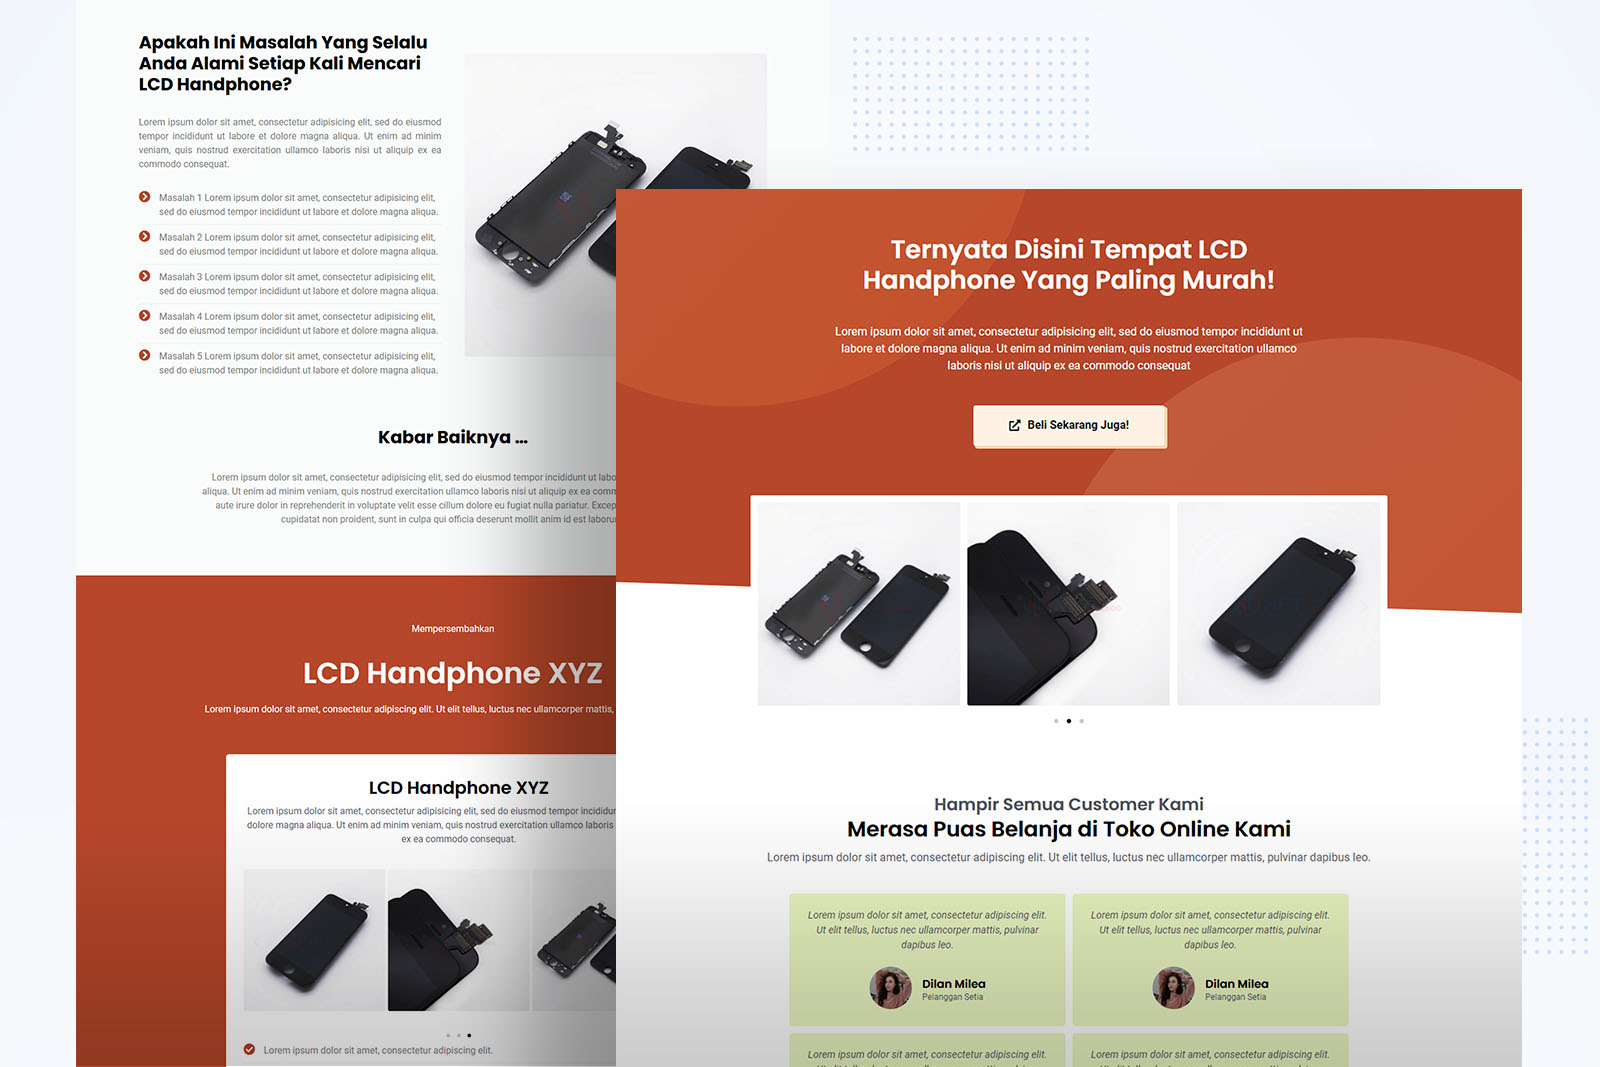 Apakah Ini Masalah Yang Selalu
Anda Alami Setiap Kali Mencari
LCD Handphone?
Lorem ipsum dolor sit amet, consectetur adipisicing elit, sed do eiusmod
tempor incididunt ut labore et dolore magna aliqua. Ut enim ad minim
veniam, quis nostrud exercitation ullamco laboris nisi ut aliquip ex ea
commodo consequat.
Masalah 1 Lorem ipsum dolor sit amet, consectetur adipisicing elit,
sed do eiusmod tempor incididunt ut labore et dolore magna aliqua.
Masalah 2 Lorem ipsum dolor sit amet, consectetur adipisicing elit,
sed do eiusmod tempor incididunt ut labore et dolore magna aliqua.
Masalah 3 Lorem ipsum dolor sit amet, consectetur adipisicing elit,
sed do eiusmod tempor incididunt ut labore et dolore magna aliqua.
Masalah 4 Lorem ipsum dolor sit amet, consectetur adipisicing elit,
sed do eiusmod tempor incididunt ut labore et dolore magna aliqua.
Masalah 5 Lorem ipsum dolor sit amet, consectetur adipisicing elit,
sed do eiusmod tempor incididunt ut labore et dolore magna aliqua.
Kabar Baiknya ...
Lorem ipsum dolor sit amet, consectetur adipisicing elit, sed do eiusmod tempor incididunt ut labo
aliqua. Ut enim ad minim veniam, quis nostrud exercitation ullamco laboris nisi ut aliquip ex ea comm
aute irure dolor in reprehenderit in voluptate velit esse cillum dolore eu fugiat nulla pariatur. Excep
cupidatat non proident, sunt in culpa qui officia deserunt mollit anim id est laborum
Mempersembahkan
LCD Handphone XYZ
Lorem ipsum dolor sit amet, consectetur adipiscing elit. Ut elit tellus, luctus nec ullamcorper mattis,
LCD Handphone XYZ
Lorem ipsum dolor sit amet, consectetur adipisicing elit, sed do eiusmod tempor incididun
dolore magna aliqua. Ut enim ad minim veniam, quis nostrud exercitation ullamco laboris
ex ea commodo consequat.
Lorem ipsum dolor sit amet, consectetur adipiscing elit.
Ternyata Disini Tempat LCD
Handphone Yang Paling Murah!
Lorem ipsum dolor sit amet, consectetur adipisicing elit, sed do eiusmod tempor incididunt ut
labore et dolore magna aliqua. Ut enim ad minim veniam, quis nostrud exercitation ullamco
laboris nisi ut aliquip ex ea commodo consequat
Beli Sekarang Juga!
Hampir Semua Customer Kami
Merasa Puas Belanja di Toko Online Kami
Lorem ipsum dolor sit amet, consectetur adipiscing elit. Ut elit tellus, luctus nec ullamcorper mattis, pulvinar dapibus leo.
Lorem ipsum dolor sit amet, consectetur adipiscing elit.
Ut elit tellus, luctus nec ullamcorper mattis, pulvinar
dapibus leo.
Dilan Milea
Pelanggan Setia
Lorem ipsum dolor sit amet, consectetur adipiscing elit.
Ut elit tellus, luctus nec ullamcorper mattis, pulvinar
dapibus leo.
Dilan Milea
Pelanggan Setia
Lorem ipsum dolor sit amet, consectetur adipiscing elit.
Lorem ipsum dolor sit amet, consectetur adipiscing elit.